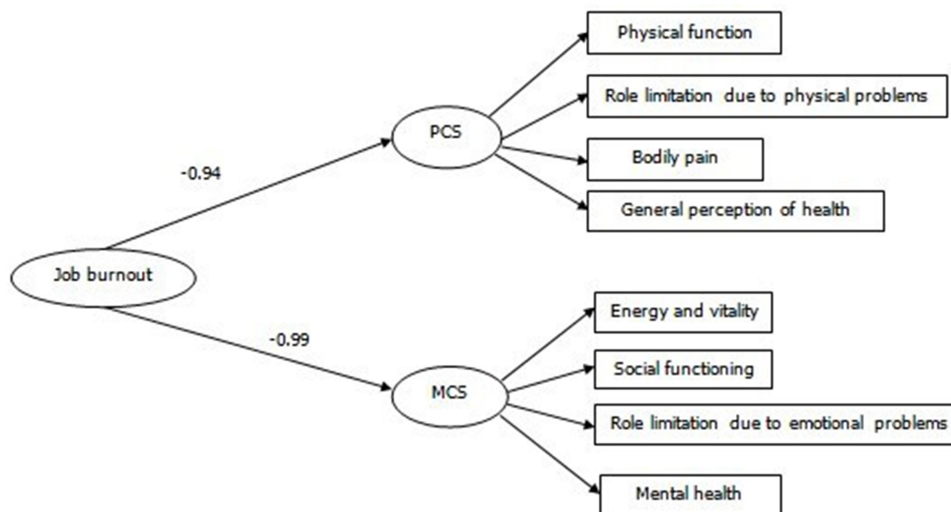 Physical function
Role limitation due to physical problems
PCS
Bodily pain
General perception of health
-0.94
Job burnout
-0.99
Energy and vitality
Social functioning
MCS
Role limitation due to emotional problems
Mental health